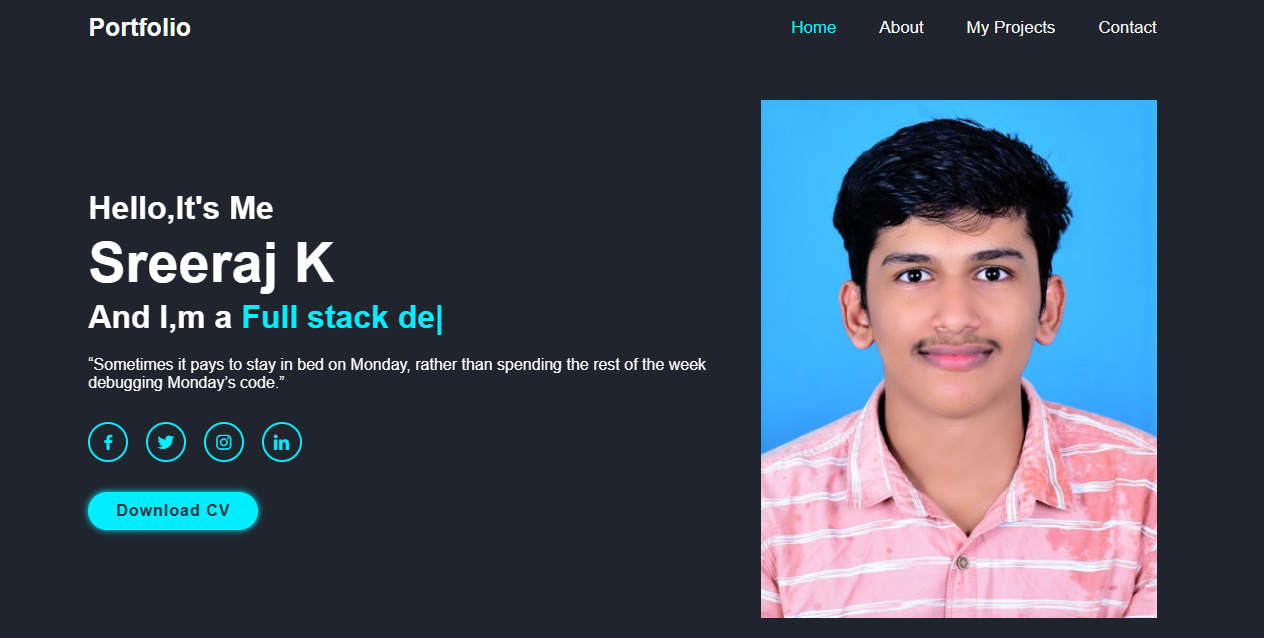 Portfolio
Home
About
My Projects
Contact
Hello,It's Me
Sreeraj K
And I,m a Full stack de|
“Sometimes it pays to stay in bed on Monday, rather than spending the rest of the week
debugging Monday’s code.”
Download CV